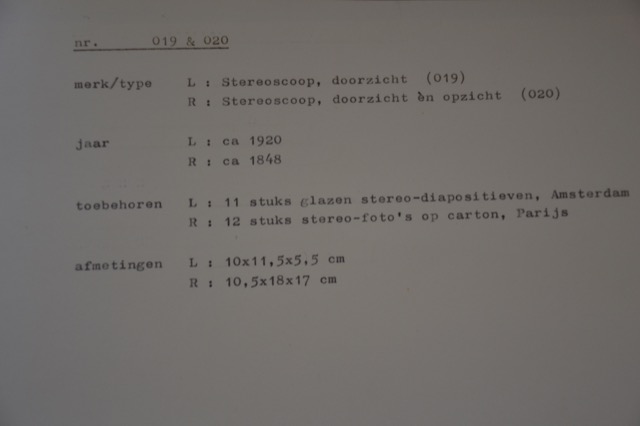 nr. 019 & 020
merk/type L : Stereoscoop, doorzicht (019)
R : Stereoscoop, doorzicht èn opzicht (020)
jaar L : ca 1920
R : ca 1848
toebehoren L : 11 stuks glazen stereo-diapositieven, Amsterdam
R : 12 stuks stereo-foto's op carton, Parijs
afmetingen L : 10x11,5x5,5 cm
R : 10,5x18x17 cm